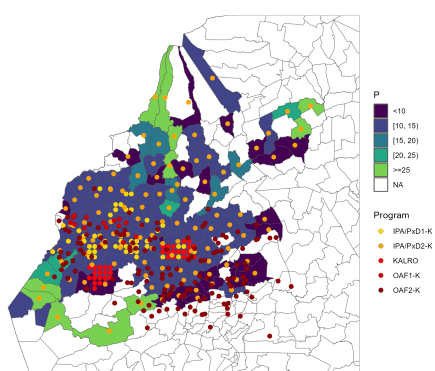 P
<10
[10, 15)
[15, 20)
[20, 25)
>=25
NA
Program
IPA/PxD1-K
IPA/PxD2-K
KALRO
OAF1-K
OAF2-K